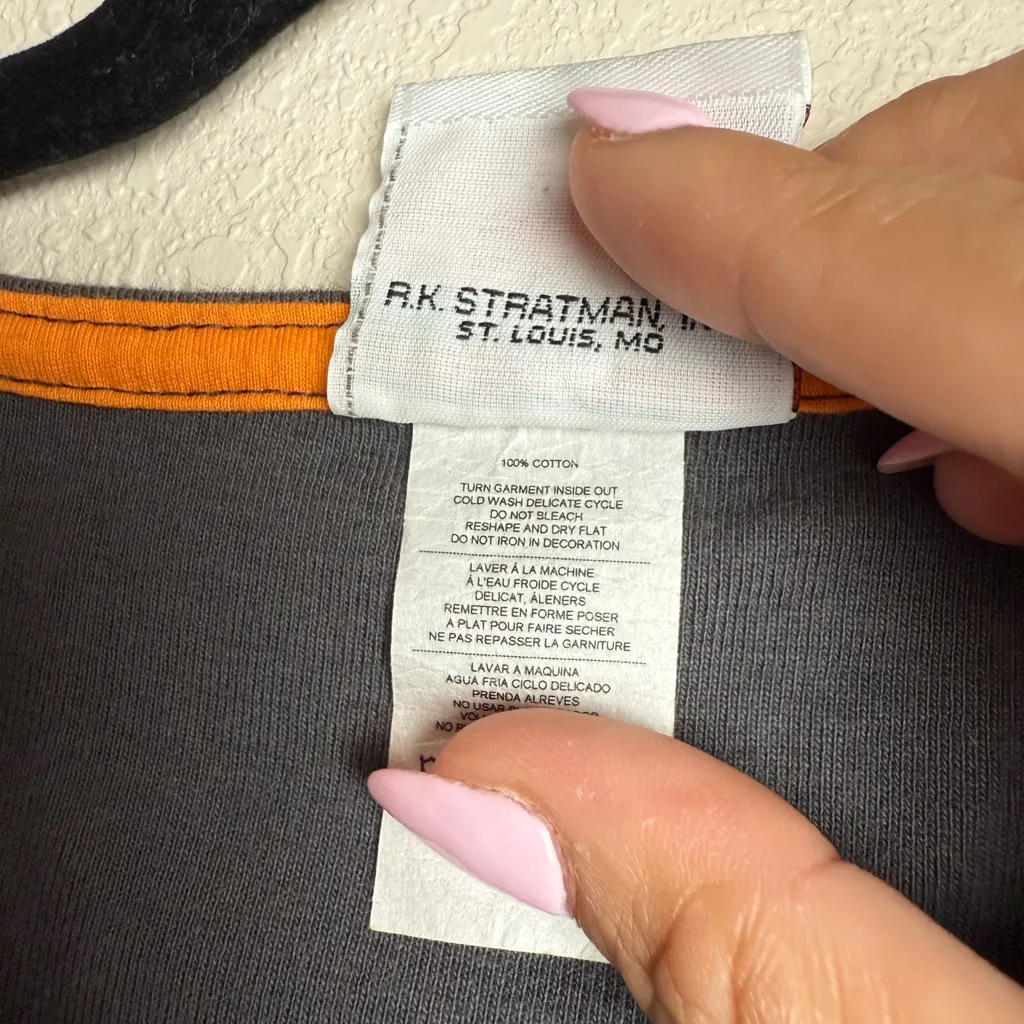 R.K. STRATMAN,
ST. LOUIS, MO
100% COTTON
TURN GARMENT INSIDE OUT
COLD WASH DELICATE CYCLE
DO NOT BLEACH
RESHAPE AND DRY FLAT
DO NOT IRON IN DECORATION
LAVER À LA MACHINE
À L'EAU FROIDE CYCLE
DELICAT, ÀLENERS
REMETTRE EN FORME POSER
A PLAT POUR FAIRE SECHER
NE PAS REPASSER LA GARNITURE
LAVAR A MAQUINA
AGUA FRIA CICLO DELICADO
PRENDA ALREVES
NO USAR